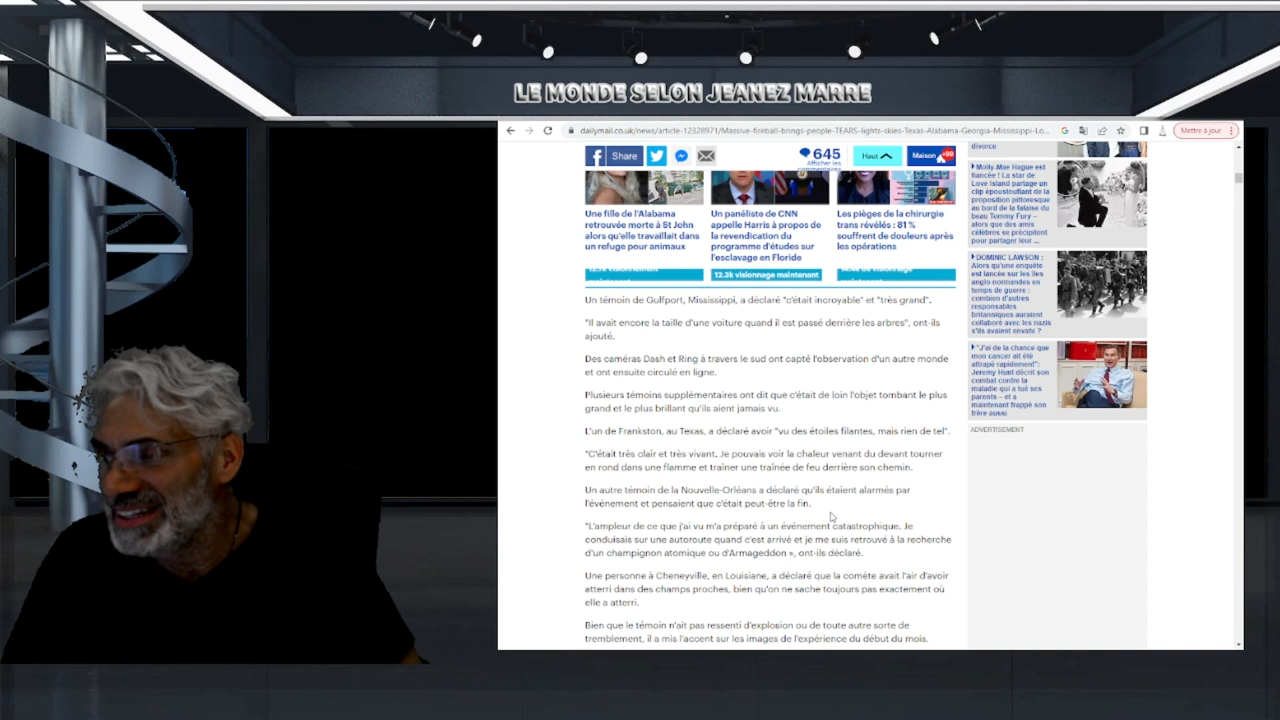 LE MONDE SELON JEANEZ MARRE
dailymail.co.uk/news/article-12328971/Massive-fireball-brings-people-TEARS-lights-skies-Texas-Alabama-Georgia-Mississippi-Lo...
Mettre à jour
Share
645
Afficher les
commentaires
Haut
Maison
+99
divorce
Une fille de l'Alabama
retrouvée morte à St John
alors qu'elle travaillait dans
un refuge pour animaux
Un panéliste de CNN
appelle Harris à propos de
la revendication du
programme d'études sur
l'esclavage en Floride
12.3k visionnage maintenant
Les pièges de la chirurgie
trans révélés : 81 %
souffrent de douleurs après
les opérations
Un témoin de Gulfport, Mississippi, a déclaré "c'était incroyable" et "très grand".
"Il avait encore la taille d'une voiture quand il est passé derrière les arbres", ont-ils
ajouté.
Des caméras Dash et Ring à travers le sud ont capté l'observation d'un autre monde
et ont ensuite circulé en ligne.
Plusieurs témoins supplémentaires ont dit que c'était de loin l'objet tombant le plus
grand et le plus brillant qu'ils aient jamais vu.
L'un de Frankston, au Texas, a déclaré avoir "vu des étoiles filantes, mais rien de tel".
"C'était très clair et très vivant. Je pouvais voir la chaleur venant du devant tourner
en rond dans une flamme et traîner une traînée de feu derrière son chemin.
Un autre témoin de la Nouvelle-Orléans a déclaré qu'ils étaient alarmés par
l'événement et pensaient que c'était peut-être la fin.
"L'ampleur de ce que j'ai vu m'a préparé à un événement catastrophique. Je
conduisais sur une autoroute quand c'est arrivé et je me suis retrouvé à la recherche
d'un champignon atomique ou d'Armageddon », ont-ils déclaré.
Une personne à Cheneyville, en Louisiane, a déclaré que la comète avait l'air d'avoir
atterri dans des champs proches, bien qu'on ne sache toujours pas exactement où
elle a atterri.
Bien que le témoin n'ait pas ressenti d'explosion ou de toute autre sorte de
tremblement, il a mis l'accent sur les images de l'expérience du début du mois.
Molly-Mae Hague est
fiancée ! La star de
Love Island partage un
clip époustouflant de la
proposition pittoresque
au bord de la falaise du
beau Tommy Fury –
alors que des amis
célèbres se précipitent
pour partager leur ...
DOMINIC LAWSON :
Alors qu'une enquête
est lancée sur les îles
anglo normandes en
temps de guerre :
combien d'autres
responsables
britanniques auraient
collaboré avec les nazis
s'ils avaient envahi ?
"J'ai de la chance que
mon cancer ait été
attrapé rapidement!":
Jeremy Hunt décrit son
combat contre la
maladie qui a tué ses
parents – et a
maintenant frappé son
frère aussi
ADVERTISEMENT